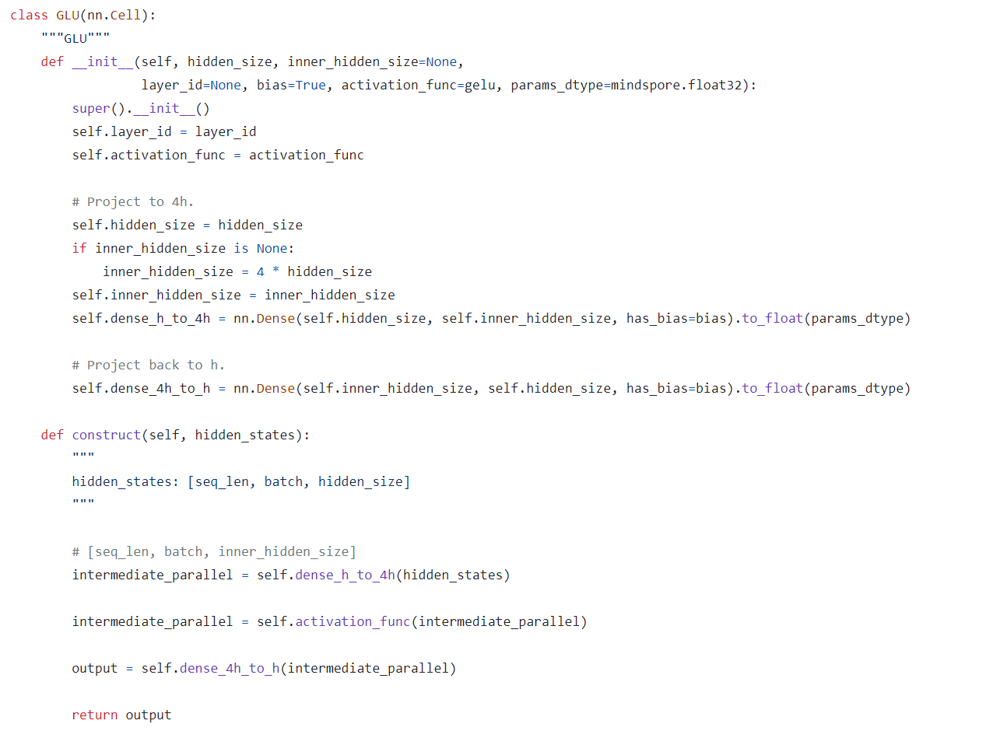 class GLU(nn.Cell):
    """GLU"""
    def __init__(self, hidden_size, inner_hidden_size=None,
                 layer_id=None, bias=True, activation_func=gelu, params_dtype=mindspore.float32):
        super().__init__()
        self.layer_id = layer_id
        self.activation_func = activation_func

        # Project to 4h.
        self.hidden_size = hidden_size
        if inner_hidden_size is None:
            inner_hidden_size = 4 * hidden_size
        self.inner_hidden_size = inner_hidden_size
        self.dense_h_to_4h = nn.Dense(self.hidden_size, self.inner_hidden_size, has_bias=bias).to_float(params_dtype)

        # Project back to h.
        self.dense_4h_to_h = nn.Dense(self.inner_hidden_size, self.hidden_size, has_bias=bias).to_float(params_dtype)

    def construct(self, hidden_states):
        """
        hidden_states: [seq_len, batch, hidden_size]
        """

        # [seq_len, batch, inner_hidden_size]
        intermediate_parallel = self.dense_h_to_4h(hidden_states)

        intermediate_parallel = self.activation_func(intermediate_parallel)

        output = self.dense_4h_to_h(intermediate_parallel)

        return output